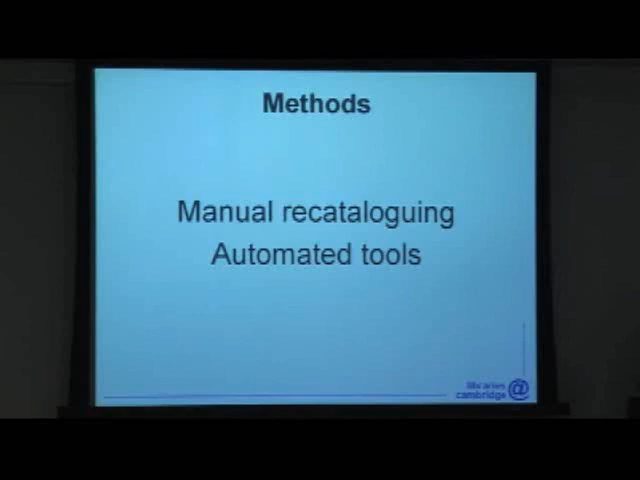 Methods
Manual recataloguing
Automated tools
libraries
cambridge @